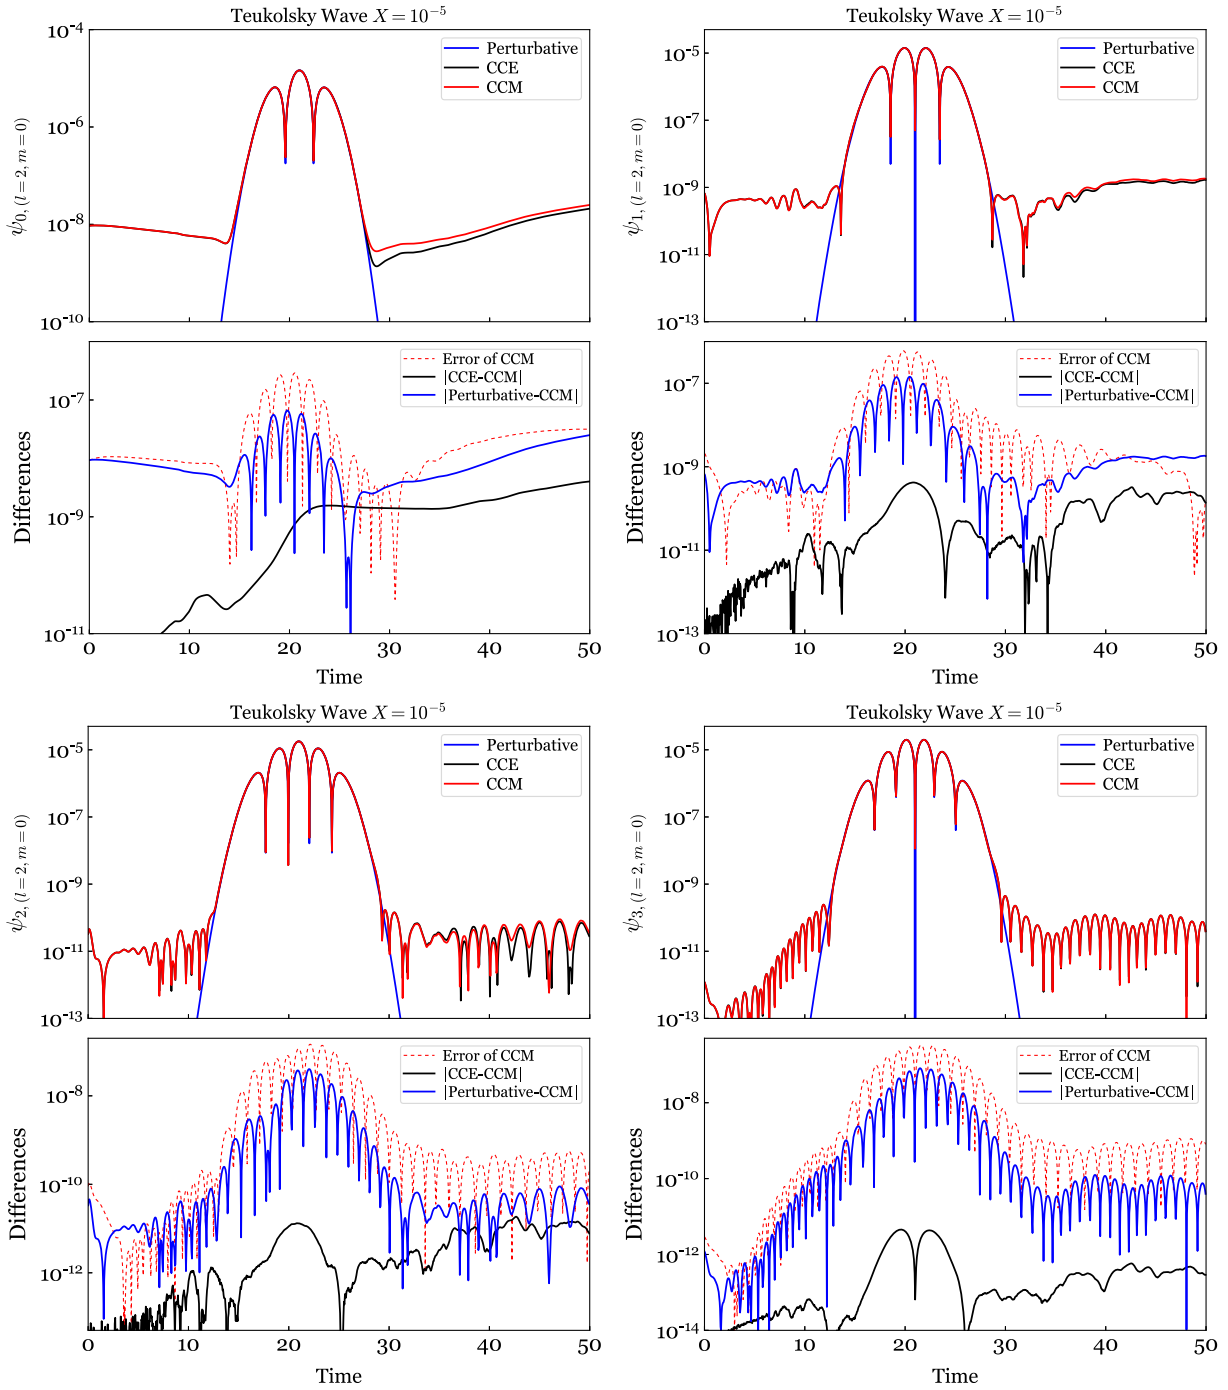 Teukolsky Wave X = 10⁻⁵
10⁻⁴
10⁻⁶
10⁻⁸
10⁻¹⁰
ψ₀, (l = 2, m = 0)
Perturbative
CCE
CCM
10⁻⁷
10⁻⁹
10⁻¹¹
Differences
Error of CCM
|CCE-CCM|
|Perturbative-CCM|
0 10 20 30 40 50
Time
Teukolsky Wave X = 10⁻⁵
10⁻⁵
10⁻⁷
10⁻⁹
10⁻¹¹
10⁻¹³
ψ₁, (l = 2, m = 0)
Perturbative
CCE
CCM
10⁻⁷
10⁻⁹
10⁻¹¹
10⁻¹³
Differences
Error of CCM
|CCE-CCM|
|Perturbative-CCM|
0 10 20 30 40 50
Time
Teukolsky Wave X = 10⁻⁵
10⁻⁵
10⁻⁷
10⁻⁹
10⁻¹¹
10⁻¹³
ψ₂, (l = 2, m = 0)
Perturbative
CCE
CCM
10⁻⁸
10⁻¹⁰
10⁻¹²
Differences
Error of CCM
|CCE-CCM|
|Perturbative-CCM|
0 10 20 30 40 50
Time
Teukolsky Wave X = 10⁻⁵
10⁻⁵
10⁻⁷
10⁻⁹
10⁻¹¹
10⁻¹³
ψ₃, (l = 2, m = 0)
Perturbative
CCE
CCM
10⁻⁸
10⁻¹⁰
10⁻¹²
10⁻¹⁴
Differences
Error of CCM
|CCE-CCM|
|Perturbative-CCM|
0 10 20 30 40 50
Time